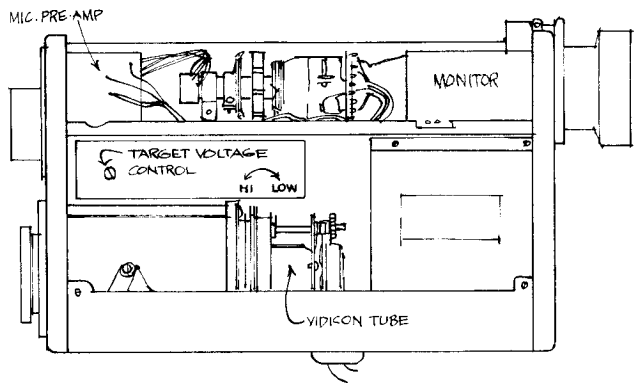 MIC. PRE-AMP
MONITOR
TARGET VOLTAGE
CONTROL
HI LOW
VIDICON TUBE